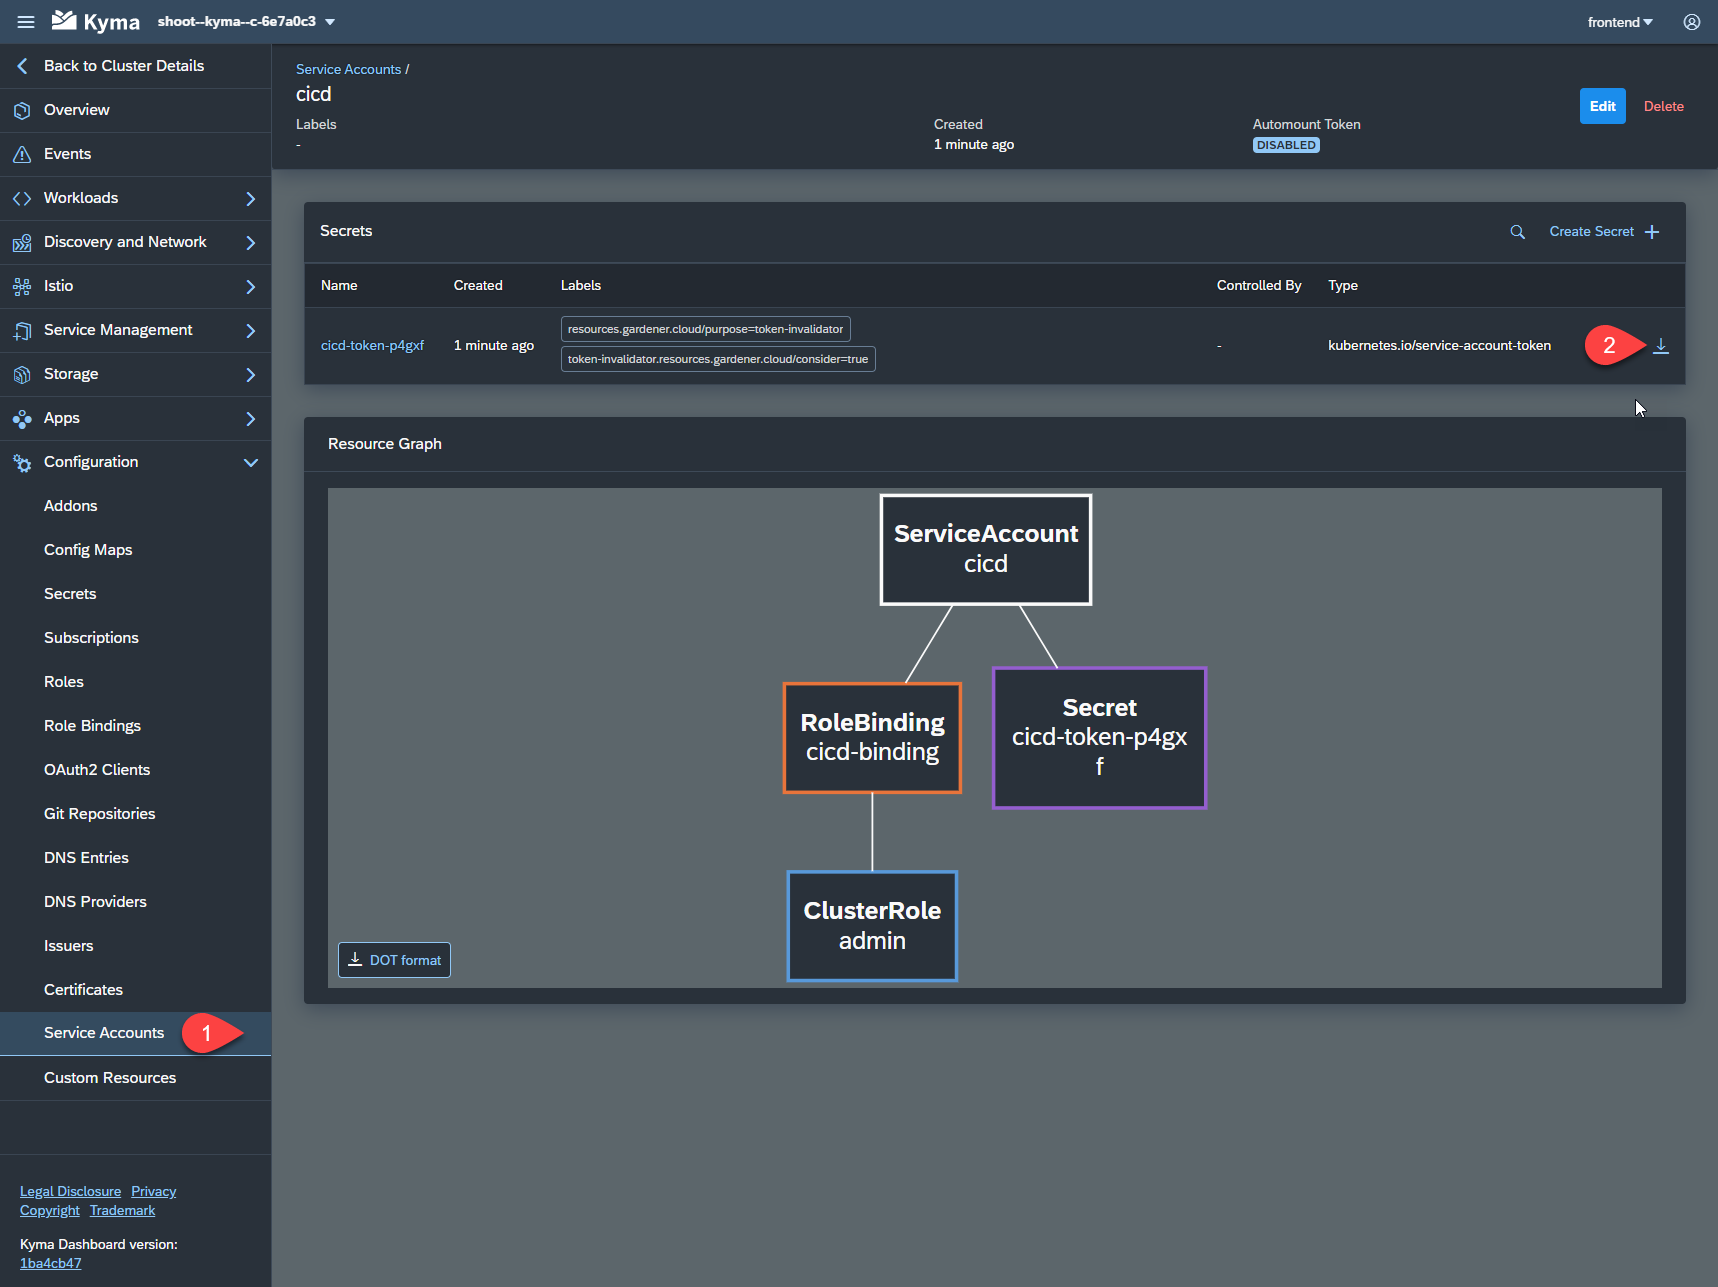 Kyma
shoot--kyma--c-6e7a0c3
frontend
Back to Cluster Details
Overview
Events
Workloads
Discovery and Network
Istio
Service Management
Storage
Apps
Configuration
Addons
Config Maps
Secrets
Subscriptions
Roles
Role Bindings
OAuth2 Clients
Git Repositories
DNS Entries
DNS Providers
Issuers
Certificates
Service Accounts
1
Custom Resources
Legal Disclosure Privacy
Copyright Trademark
Kyma Dashboard version:
1ba4cb47
Service Accounts /
cicd
Labels
-
Created
1 minute ago
Automount Token
DISABLED
Edit
Delete
Secrets
Create Secret
Name Created Labels Controlled By Type
cicd-token-p4gxf
1 minute ago
resources.gardener.cloud/purpose=token-invalidator
token-invalidator.resources.gardener.cloud/consider=true
-
kubernetes.io/service-account-token
2
Resource Graph
ServiceAccount
cicd
RoleBinding
cicd-binding
Secret
cicd-token-p4gx
f
ClusterRole
admin
DOT format